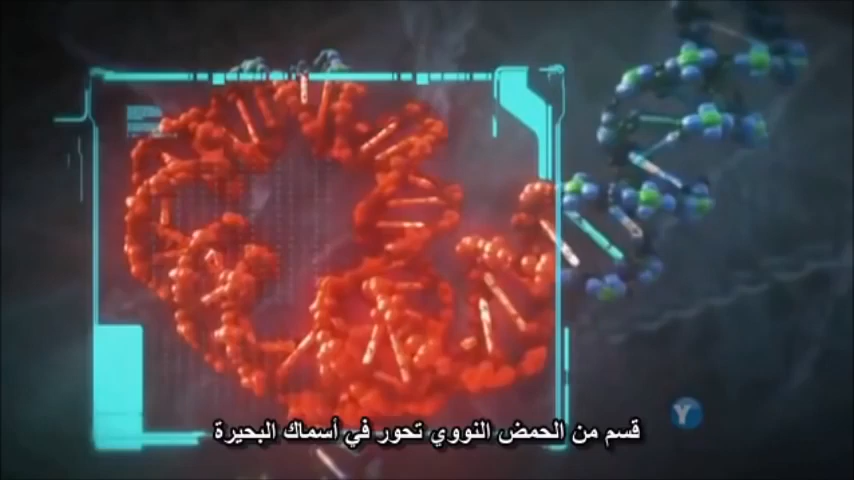 Y
قسم من الحمض النووي تحور في أسماك البحيرة